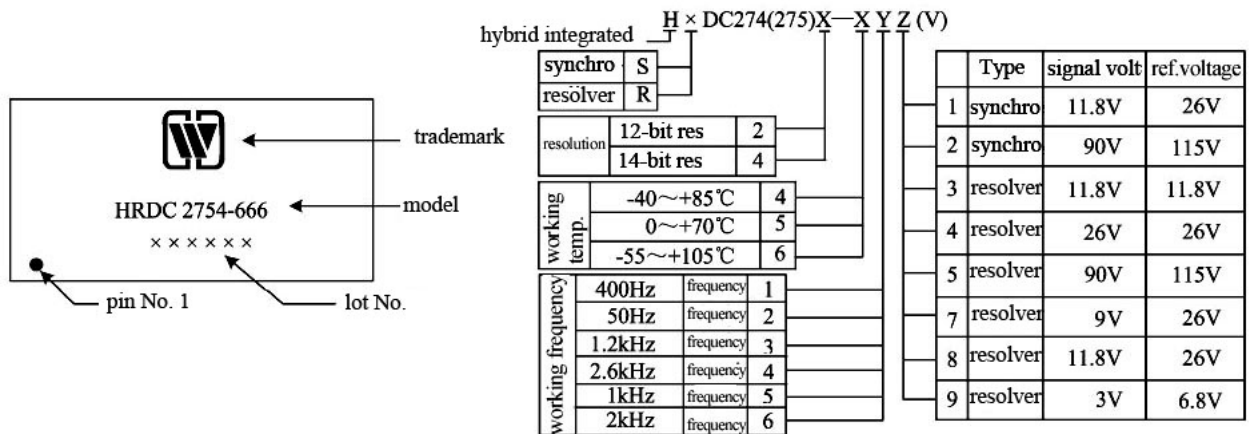 H × DC274(275)X—X Y Z (V)
hybrid integrated
synchro S
resolver R
resolution
12-bit res 2
14-bit res 4
working temp.
-40～+85℃ 4
0～+70℃ 5
-55～+105℃ 6
working frequency
400Hz frequency 1
50Hz frequency 2
1.2kHz frequency 3
2.6kHz frequency 4
1kHz frequency 5
2kHz frequency 6
Type signal volt ref.voltage
1 synchro 11.8V 26V
2 synchro 90V 115V
3 resolver 11.8V 11.8V
4 resolver 26V 26V
5 resolver 90V 115V
7 resolver 9V 26V
8 resolver 11.8V 26V
9 resolver 3V 6.8V
W
trademark
HRDC 2754-666
model
××××××
pin No. 1
lot No.